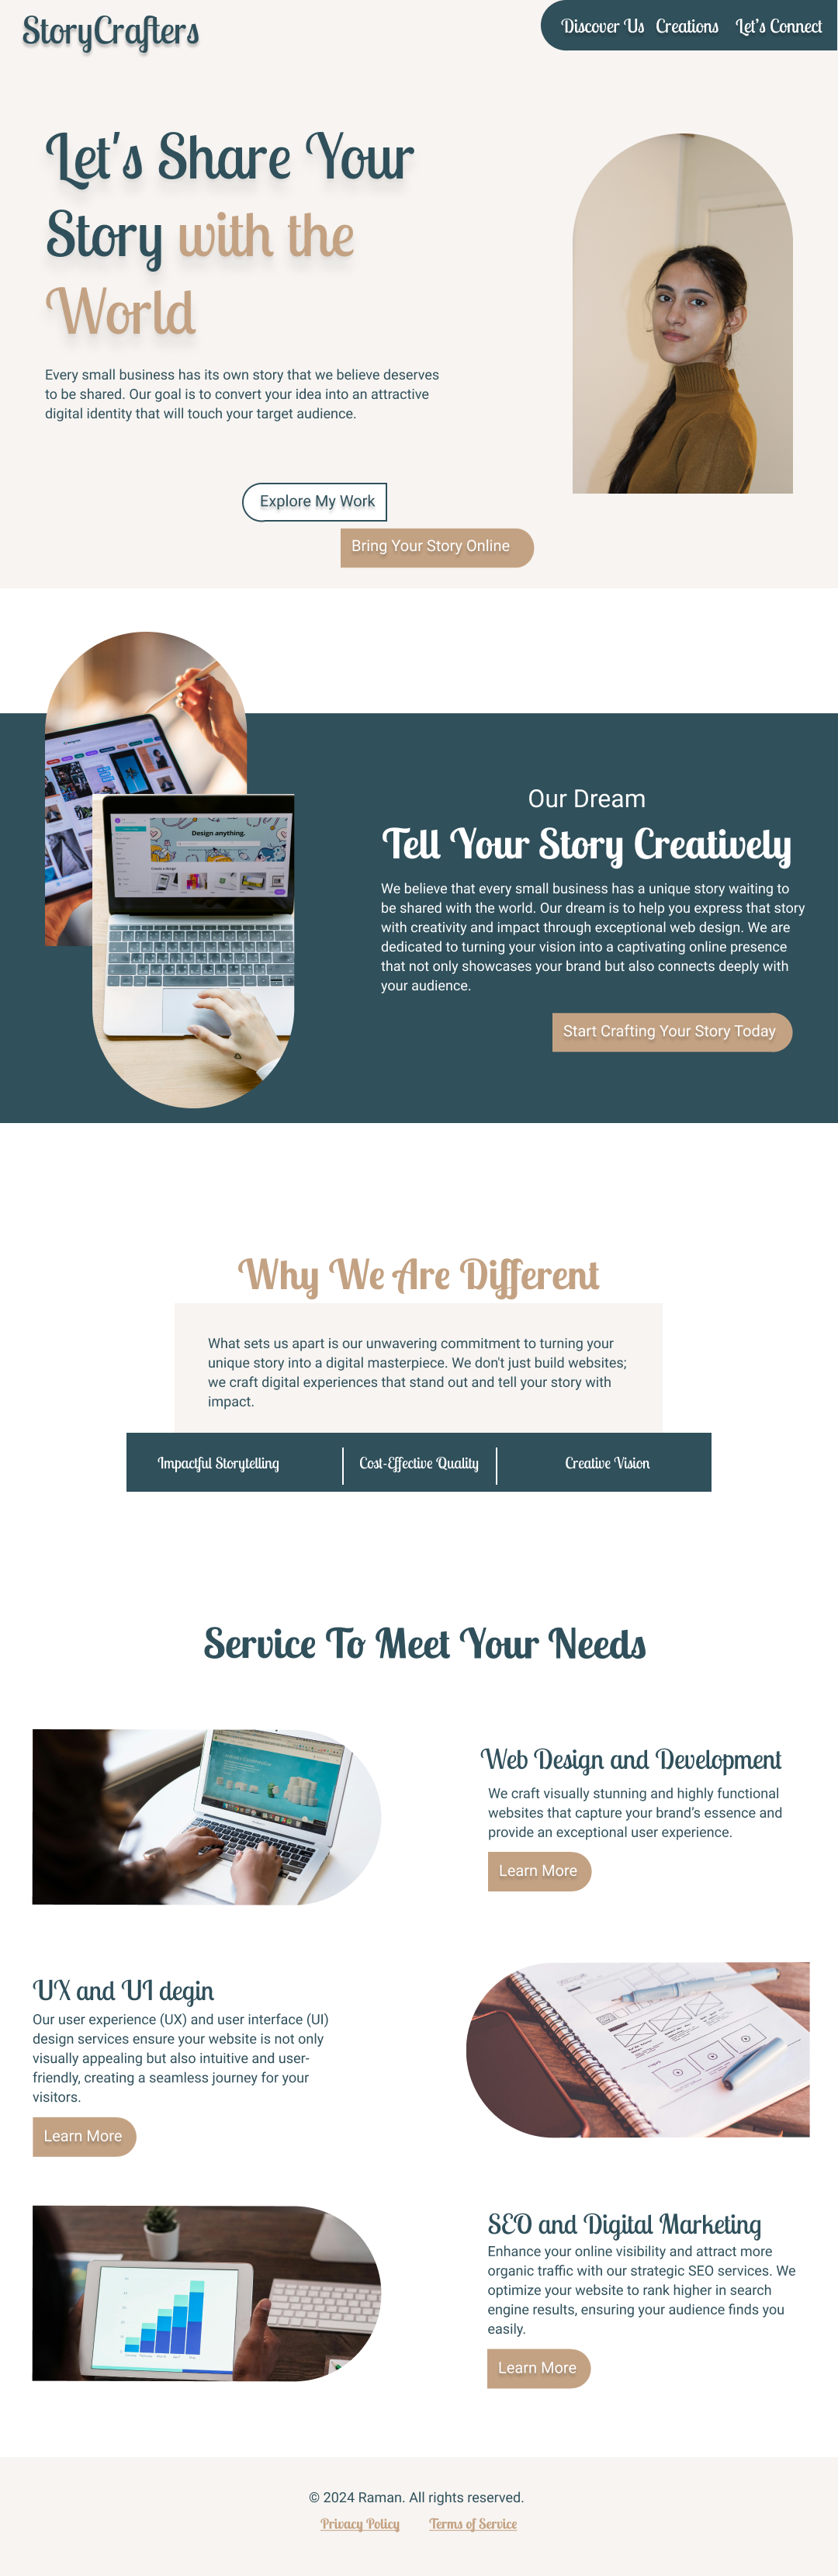 StoryCrafters
Discover Us Creations Let's Connect
Let's Share Your
Story with the
World
Every small business has its own story that we believe deserves
to be shared. Our goal is to convert your idea into an attractive
digital identity that will touch your target audience.
Explore My Work
Bring Your Story Online
Design anything.
Our Dream
Tell Your Story Creatively
We believe that every small business has a unique story waiting to
be shared with the world. Our dream is to help you express that story
with creativity and impact through exceptional web design. We are
dedicated to turning your vision into a captivating online presence
that not only showcases your brand but also connects deeply with
your audience.
Start Crafting Your Story Today
Why We Are Different
What sets us apart is our unwavering commitment to turning your
unique story into a digital masterpiece. We don't just build websites;
we craft digital experiences that stand out and tell your story with
impact.
Impactful Storytelling
Cost-Effective Quality
Creative Vision
Service To Meet Your Needs
Web Design and Development
We craft visually stunning and highly functional
websites that capture your brand's essence and
provide an exceptional user experience.
Learn More
UX and UI degin
Our user experience (UX) and user interface (UI)
design services ensure your website is not only
visually appealing but also intuitive and user-
friendly, creating a seamless journey for your
visitors.
Learn More
SEO and Digital Marketing
Enhance your online visibility and attract more
organic traffic with our strategic SEO services. We
optimize your website to rank higher in search
engine results, ensuring your audience finds you
easily.
Learn More
© 2024 Raman. All rights reserved.
Privacy Policy Terms of Service